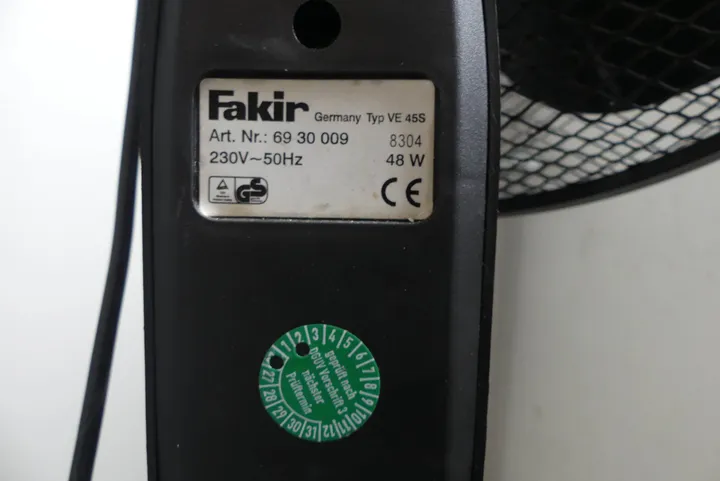 Fakir Germany Typ VE 45S
Art. Nr.: 69 30 009 8304
230V~50Hz 48 W
GS
CE
1 2 3 4 5 6 7 8 9 10 11 12
geprüft nach
DGUV Vorschrift 3
nächster
Prüftermin
27 28 29 30 31 32